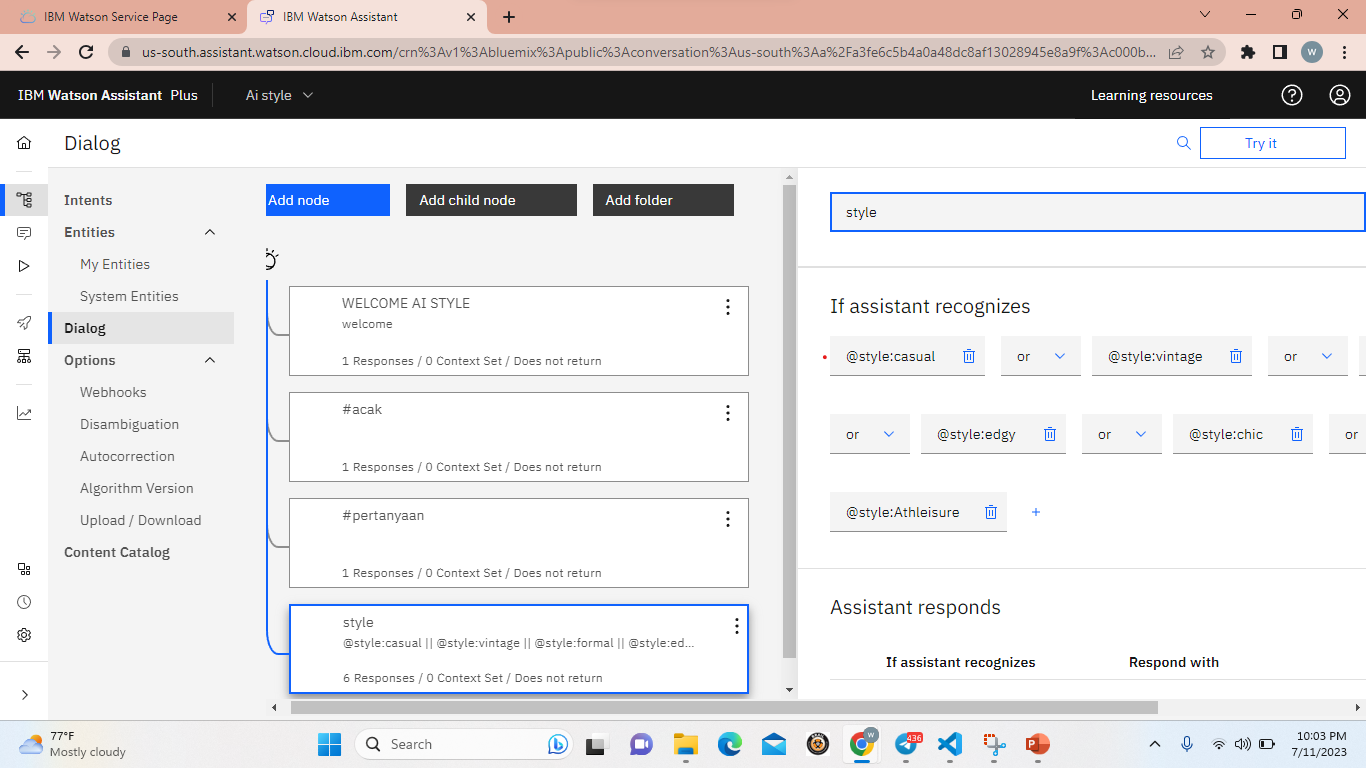 IBM Watson Service Page
IBM Watson Assistant
us-south.assistant.watson.cloud.ibm.com/crn%3Av1%3Abluemix%3Apublic%3Aconversation%3Aus-south%3Aa%2Fa3fe6c5b4a0a48dc8af13028945e8a9f%3Ac000b...
W
IBM Watson Assistant Plus
Ai style
Learning resources
Dialog
Try it
Intents
Entities
My Entities
System Entities
Dialog
Options
Webhooks
Disambiguation
Autocorrection
Algorithm Version
Upload / Download
Content Catalog
Add node
Add child node
Add folder
WELCOME AI STYLE
welcome
1 Responses / 0 Context Set / Does not return
#acak
1 Responses / 0 Context Set / Does not return
#pertanyaan
1 Responses / 0 Context Set / Does not return
style
@style:casual || @style:vintage || @style:formal || @style:ed...
6 Responses / 0 Context Set / Does not return
style
If assistant recognizes
@style:casual or @style:vintage or
or @style:edgy or @style:chic or
@style:Athleisure
Assistant responds
If assistant recognizes Respond with
77°F
Mostly cloudy
Search
W
436
10:03 PM
7/11/2023